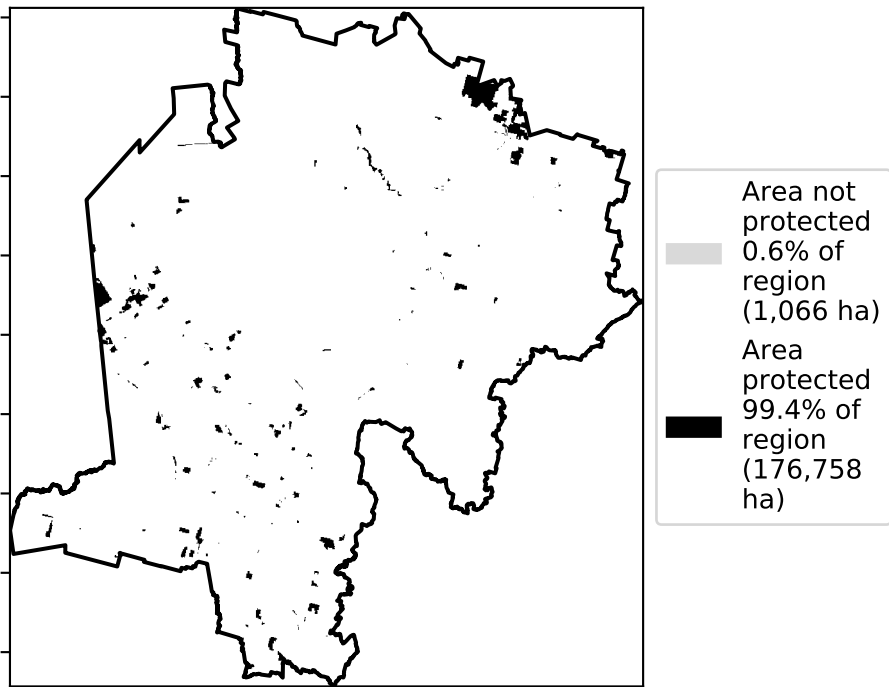 Area not
protected
0.6% of
region
(1,066 ha)
Area
protected
99.4% of
region
(176,758
ha)